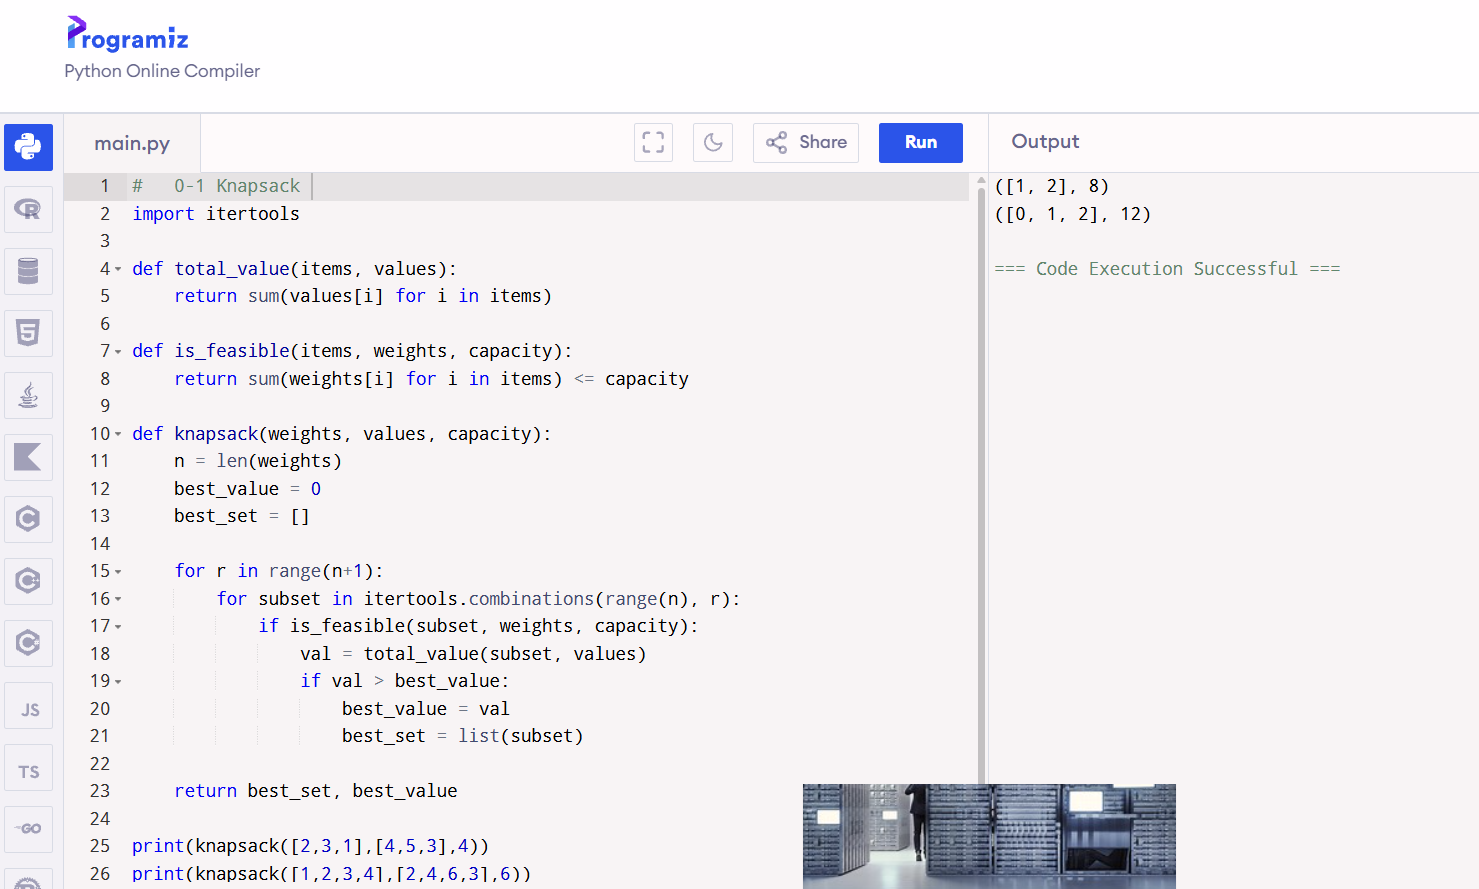 Programiz
Python Online Compiler
main.py
Share
Run
Output
1 #   0-1 Knapsack
2 import itertools
3
4 def total_value(items, values):
5     return sum(values[i] for i in items)
6
7 def is_feasible(items, weights, capacity):
8     return sum(weights[i] for i in items) <= capacity
9
10 def knapsack(weights, values, capacity):
11     n = len(weights)
12     best_value = 0
13     best_set = []
14
15     for r in range(n+1):
16         for subset in itertools.combinations(range(n), r):
17             if is_feasible(subset, weights, capacity):
18                 val = total_value(subset, values)
19                 if val > best_value:
20                     best_value = val
21                     best_set = list(subset)
22
23     return best_set, best_value
24
25 print(knapsack([2,3,1],[4,5,3],4))
26 print(knapsack([1,2,3,4],[2,4,6,3],6))
([1, 2], 8)
([0, 1, 2], 12)
=== Code Execution Successful ===
R
5
C
C
C
JS
TS
GO